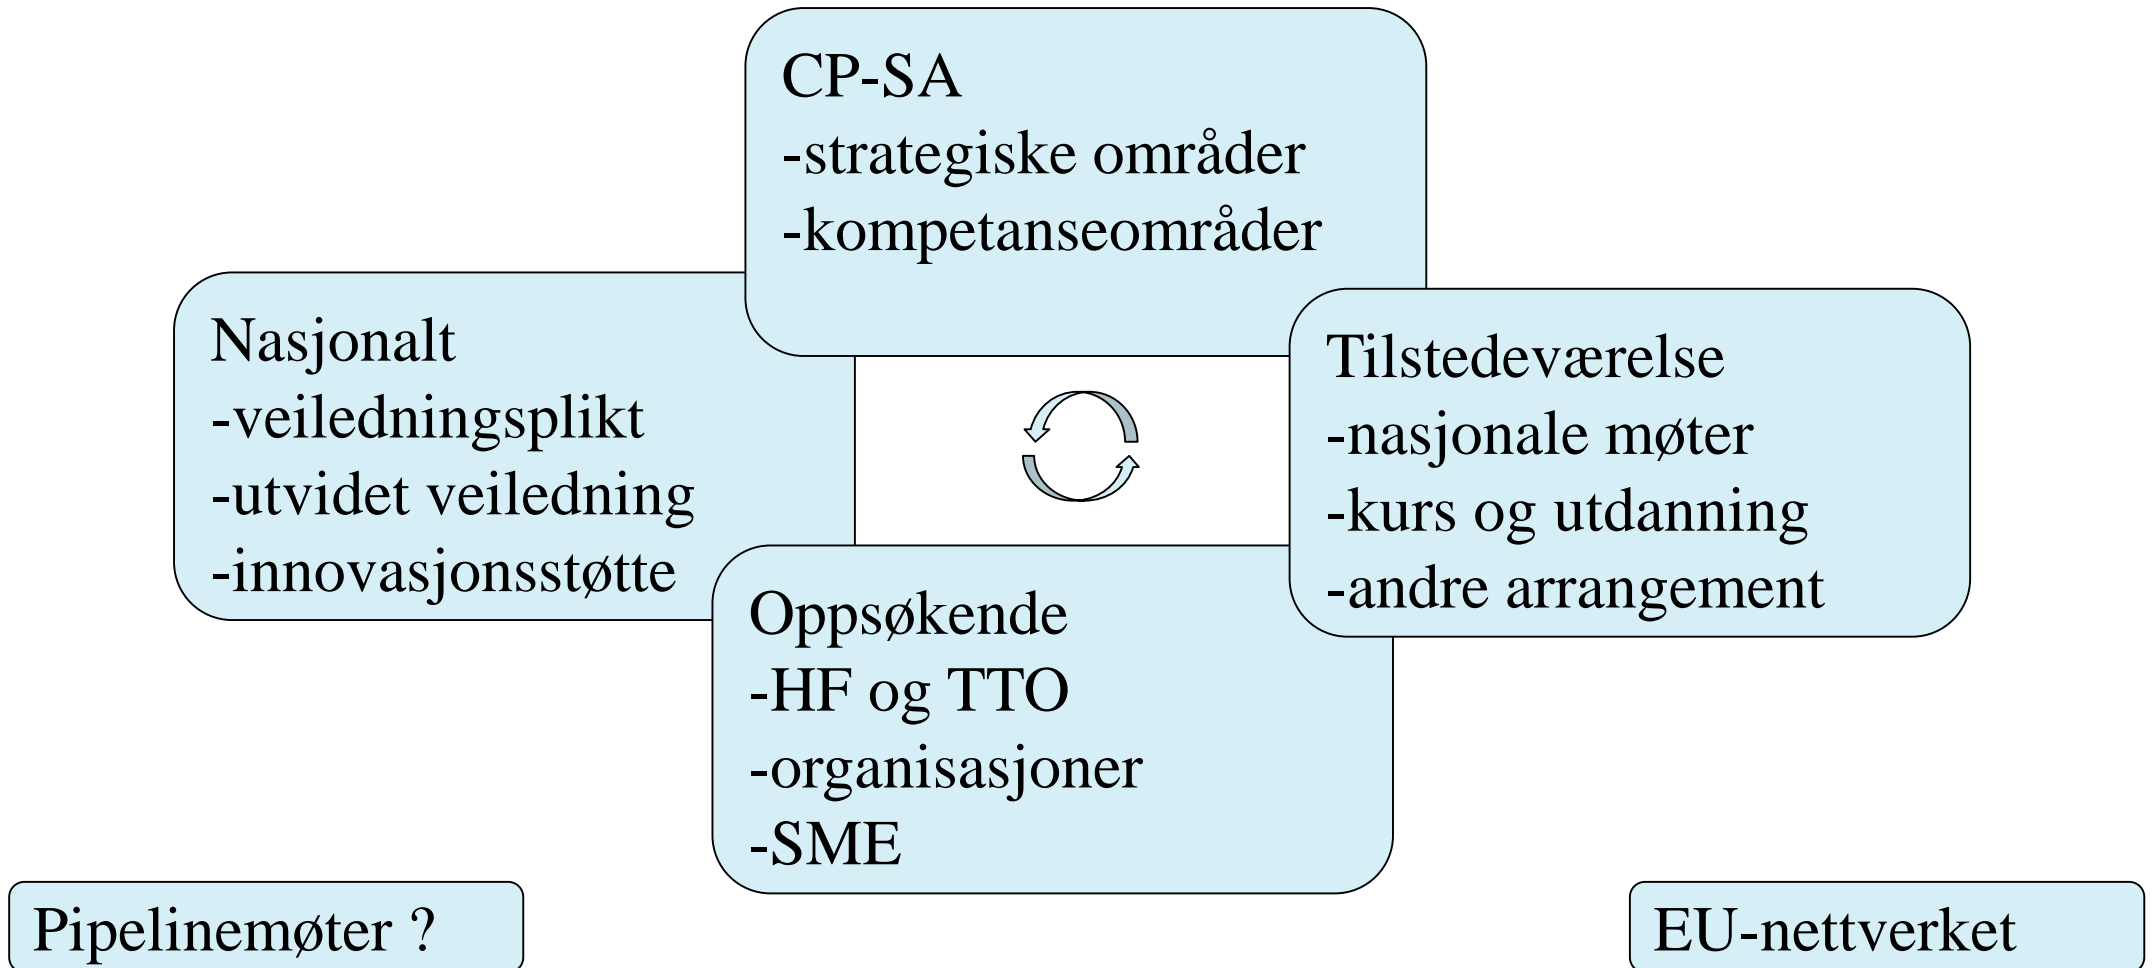 CP-SA
-strategiske områder
-kompetanseområder
Nasjonalt
-veiledningsplikt
-utvidet veiledning
-innovasjonsstøtte
Tilstedeværelse
-nasjonale møter
-kurs og utdanning
-andre arrangement
Oppsøkende
-HF og TTO
-organisasjoner
-SME
Pipelinemøter ?
EU-nettverket